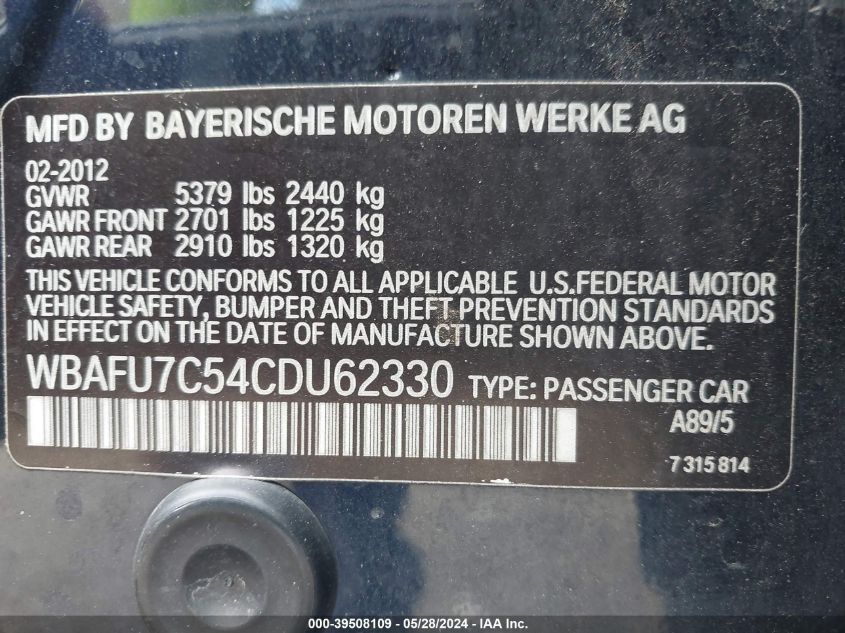 MFD BY BAYERISCHE MOTOREN WERKE AG
02-2012
GVWR 5379 lbs 2440 kg
GAWR FRONT 2701 lbs 1225 kg
GAWR REAR 2910 lbs 1320 kg
THIS VEHICLE CONFORMS TO ALL APPLICABLE U.S.FEDERAL MOTOR
VEHICLE SAFETY, BUMPER AND THEFT PREVENTION STANDARDS
IN EFFECT ON THE DATE OF MANUFACTURE SHOWN ABOVE.
WBAFU7C54CDU62330 TYPE: PASSENGER CAR
A89/5
7 315 814
000-39508109 - 05/28/2024 - IAA Inc.